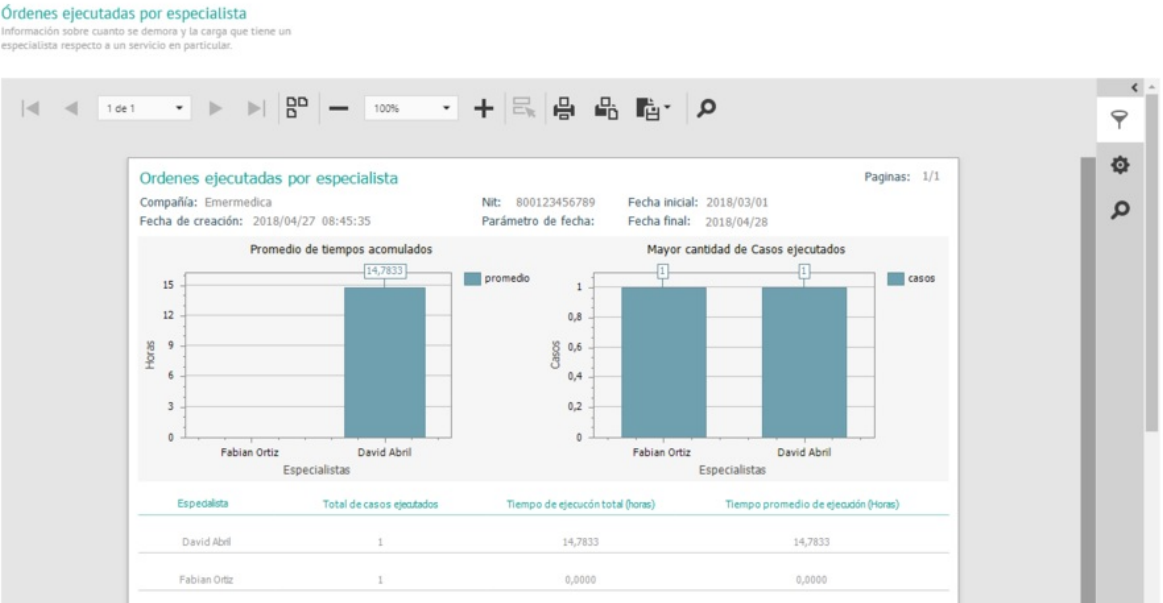 Órdenes ejecutadas por especialista
Información sobre cuanto se demora y la carga que tiene un
especialista respecto a un servicio en particular.
1 de 1
100%
Ordenes ejecutadas por especialista
Paginas: 1/1
Compañía: Emermedica
Nit: 800123456789
Fecha inicial: 2018/03/01
Fecha de creación: 2018/04/27 08:45:35
Parámetro de fecha:
Fecha final: 2018/04/28
Promedio de tiempos acomulados
14,7833
promedio
15
12
9
6
3
0
Horas
Fabian Ortiz
David Abril
Especialistas
Mayor cantidad de Casos ejecutados
1
1
casos
1
0,8
0,6
0,4
0,2
0
Casos
Fabian Ortiz
David Abril
Especialistas
Especialista Total de casos ejecutados Tiempo de ejecucón total (horas) Tiempo promedio de ejecución (Horas)
David Abril 1 14,7833 14,7833
Fabian Ortiz 1 0,0000 0,0000